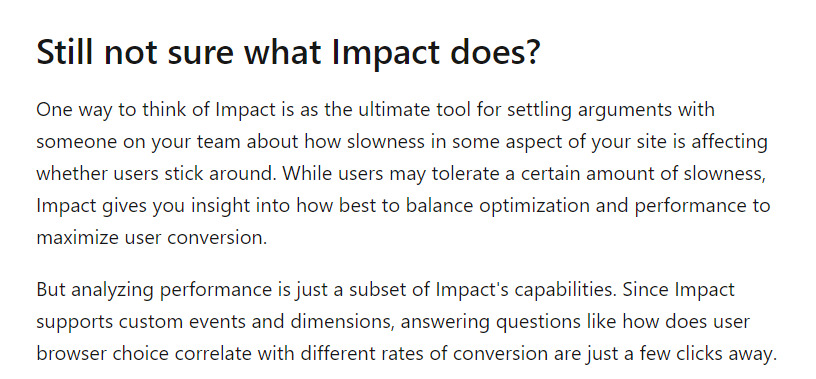 Still not sure what Impact does?
One way to think of Impact is as the ultimate tool for settling arguments with
someone on your team about how slowness in some aspect of your site is affecting
whether users stick around. While users may tolerate a certain amount of slowness,
Impact gives you insight into how best to balance optimization and performance to
maximize user conversion.
But analyzing performance is just a subset of Impact's capabilities. Since Impact
supports custom events and dimensions, answering questions like how does user
browser choice correlate with different rates of conversion are just a few clicks away.